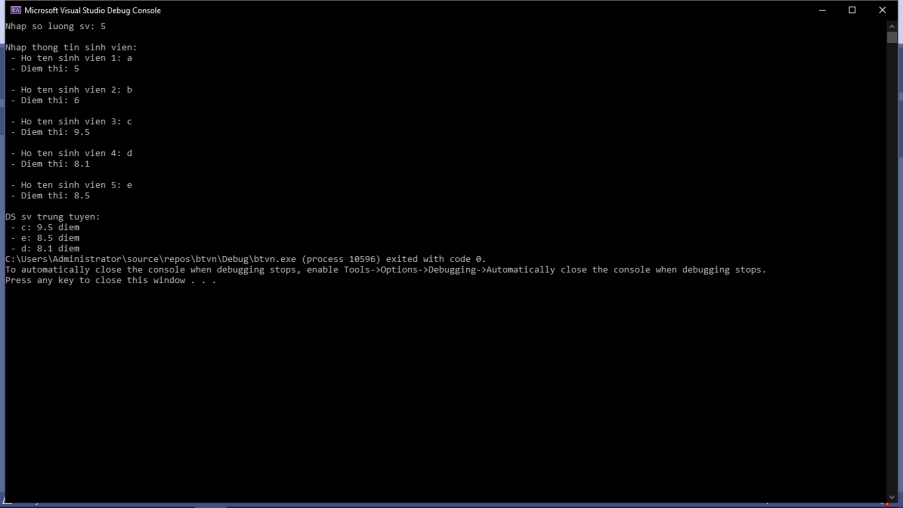 Microsoft Visual Studio Debug Console
Nhap so luong sv: 5
Nhap thong tin sinh vien:
- Ho ten sinh vien 1: a
- Diem thi: 5
- Ho ten sinh vien 2: b
- Diem thi: 6
- Ho ten sinh vien 3: c
- Diem thi: 9.5
- Ho ten sinh vien 4: d
- Diem thi: 8.1
- Ho ten sinh vien 5: e
- Diem thi: 8.5
DS sv trung tuyen:
- c: 9.5 diem
- e: 8.5 diem
- d: 8.1 diem
C:\Users\Administrator\source\repos\btvn\Debug\btvn.exe (process 10596) exited with code 0.
To automatically close the console when debugging stops, enable Tools->Options->Debugging->Automatically close the console when debugging stops.
Press any key to close this window . . .